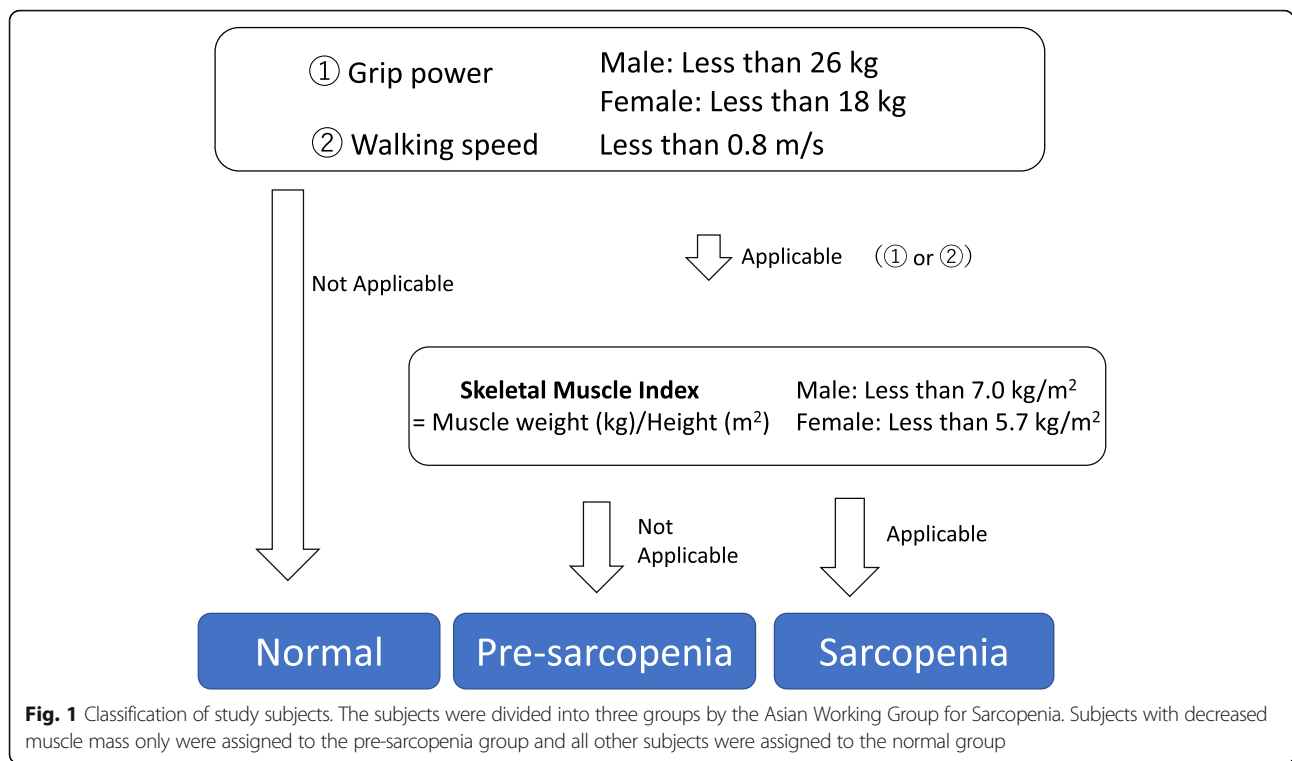 ① Grip power Male: Less than 26 kg
Female: Less than 18 kg
② Walking speed Less than 0.8 m/s
Not Applicable
Applicable (① or ②)
Skeletal Muscle Index Male: Less than 7.0 kg/m²
= Muscle weight (kg)/Height (m²) Female: Less than 5.7 kg/m²
Not
Applicable
Applicable
Normal Pre-sarcopenia Sarcopenia
Fig. 1 Classification of study subjects. The subjects were divided into three groups by the Asian Working Group for Sarcopenia. Subjects with decreased
muscle mass only were assigned to the pre-sarcopenia group and all other subjects were assigned to the normal group